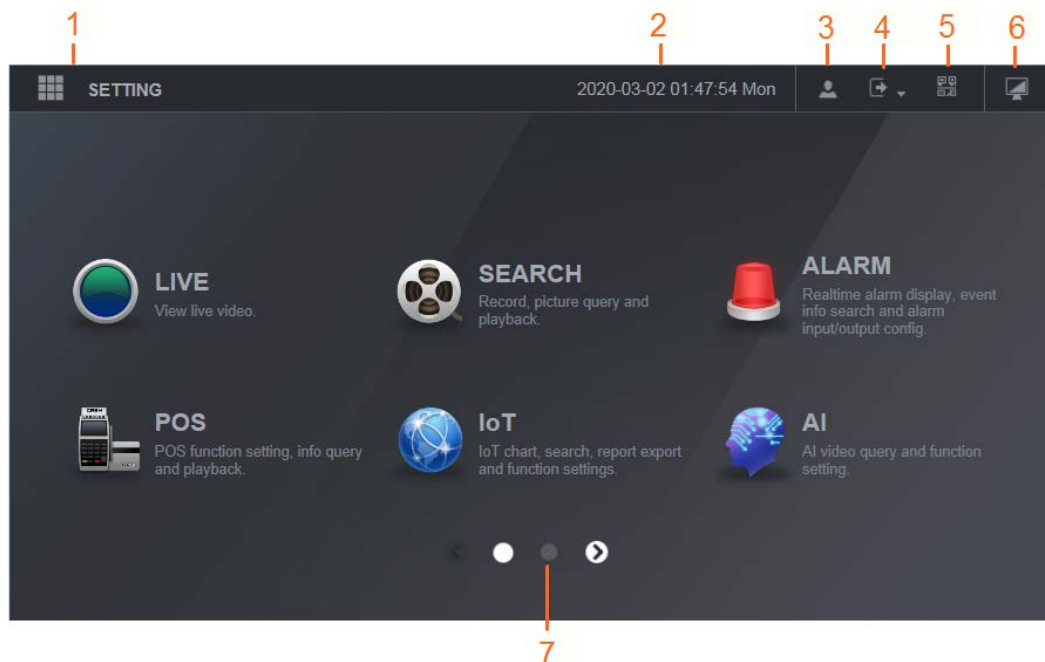 1 2 3 4 5 6
SETTING 2020-03-02 01:47:54 Mon
LIVE
View live video.
SEARCH
Record, picture query and
playback.
ALARM
Realtime alarm display, event
info search and alarm
input/output config.
POS
POS function setting, info query
and playback.
IoT
IoT chart, search, report export
and function settings.
AI
AI video query and function
setting.
7